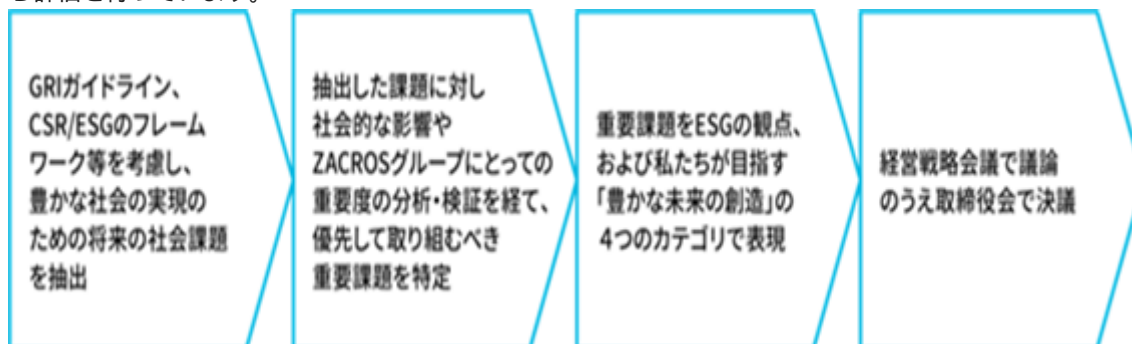 GRIガイドライン、
CSR/ESGのフレーム
ワーク等を考慮し、
豊かな社会の実現の
ための将来の社会課題
を抽出
抽出した課題に対し
社会的な影響や
ZACROSグループにとっての
重要度の分析・検証を経て、
優先して取り組むべき
重要課題を特定
重要課題をESGの観点、
および私たちが目指す
「豊かな未来の創造」の
4つのカテゴリで表現
経営戦略会議で議論
のうえ取締役会で決議